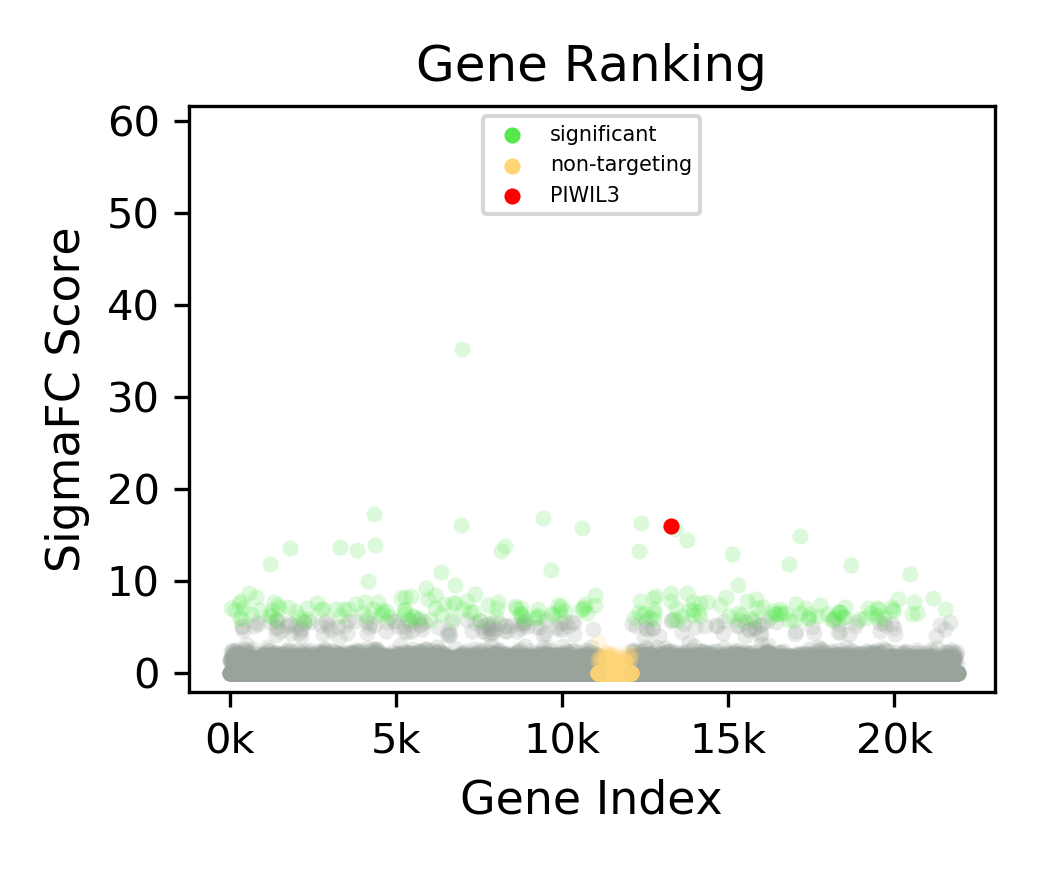 Gene Ranking
60
50
40
30
20
10
0
SigmaFC Score
significant
non-targeting
PIWIL3
0k 5k 10k 15k 20k
Gene Index